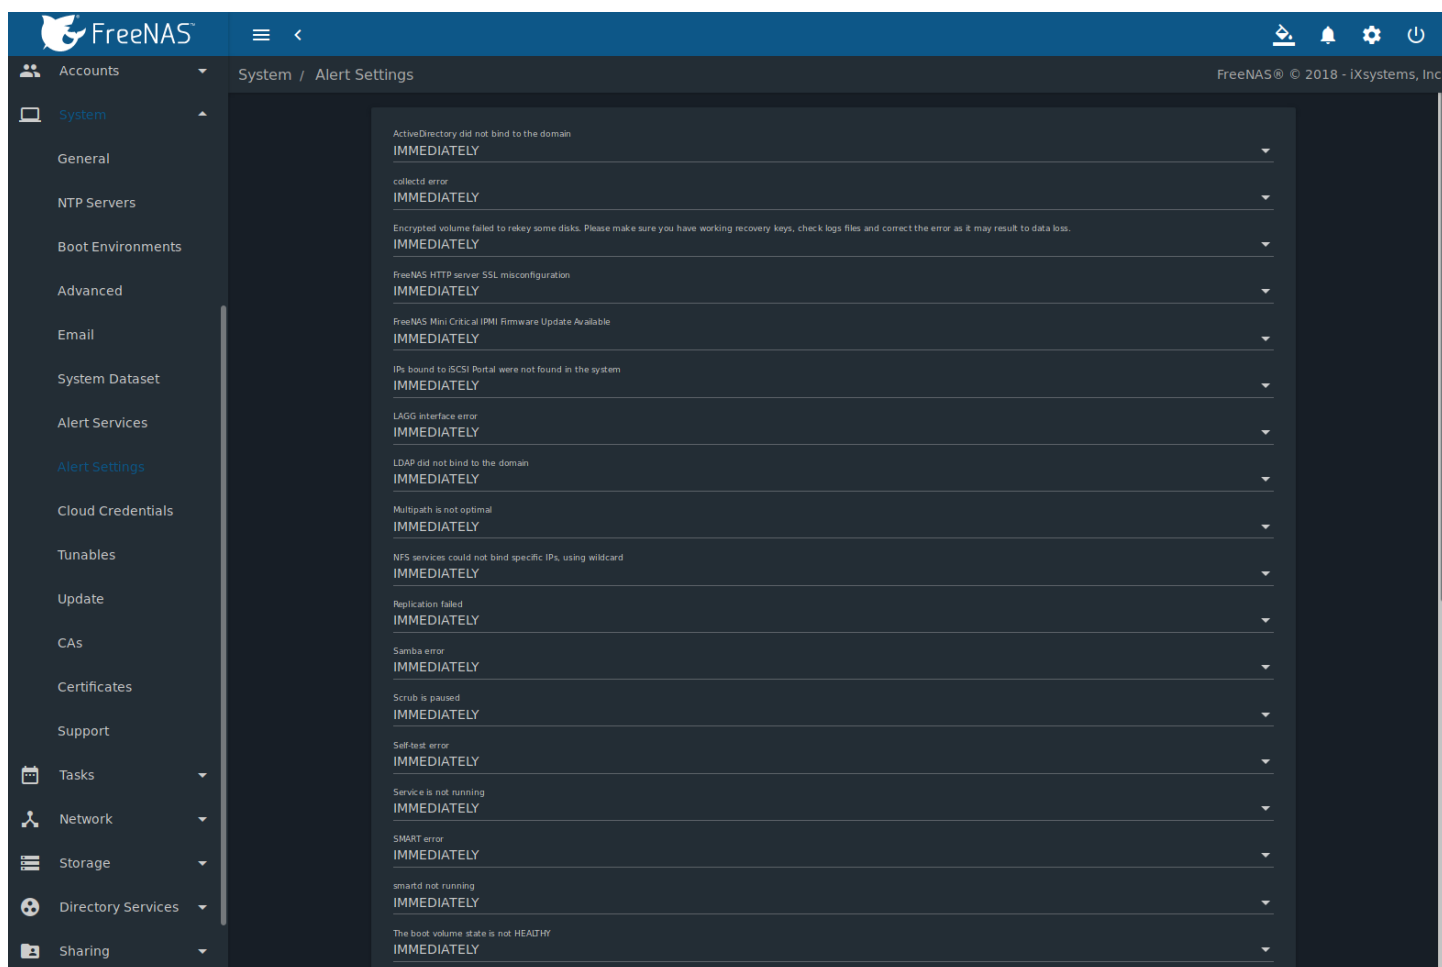 FreeNAS™
Accounts
System / Alert Settings
FreeNAS® © 2018 - iXsystems, Inc
System
General
NTP Servers
Boot Environments
Advanced
Email
System Dataset
Alert Services
Alert Settings
Cloud Credentials
Tunables
Update
CAs
Certificates
Support
Tasks
Network
Storage
Directory Services
Sharing
ActiveDirectory did not bind to the domain
IMMEDIATELY
collectd error
IMMEDIATELY
Encrypted volume failed to rekey some disks. Please make sure you have working recovery keys, check logs files and correct the error as it may result to data loss.
IMMEDIATELY
FreeNAS HTTP server SSL misconfiguration
IMMEDIATELY
FreeNAS Mini Critical IPMI Firmware Update Available
IMMEDIATELY
IPs bound to iSCSI Portal were not found in the system
IMMEDIATELY
LAGG interface error
IMMEDIATELY
LDAP did not bind to the domain
IMMEDIATELY
Multipath is not optimal
IMMEDIATELY
NFS services could not bind specific IPs, using wildcard
IMMEDIATELY
Replication failed
IMMEDIATELY
Samba error
IMMEDIATELY
Scrub is paused
IMMEDIATELY
Self-test error
IMMEDIATELY
Service is not running
IMMEDIATELY
SMART error
IMMEDIATELY
smartd not running
IMMEDIATELY
The boot volume state is not HEALTHY
IMMEDIATELY